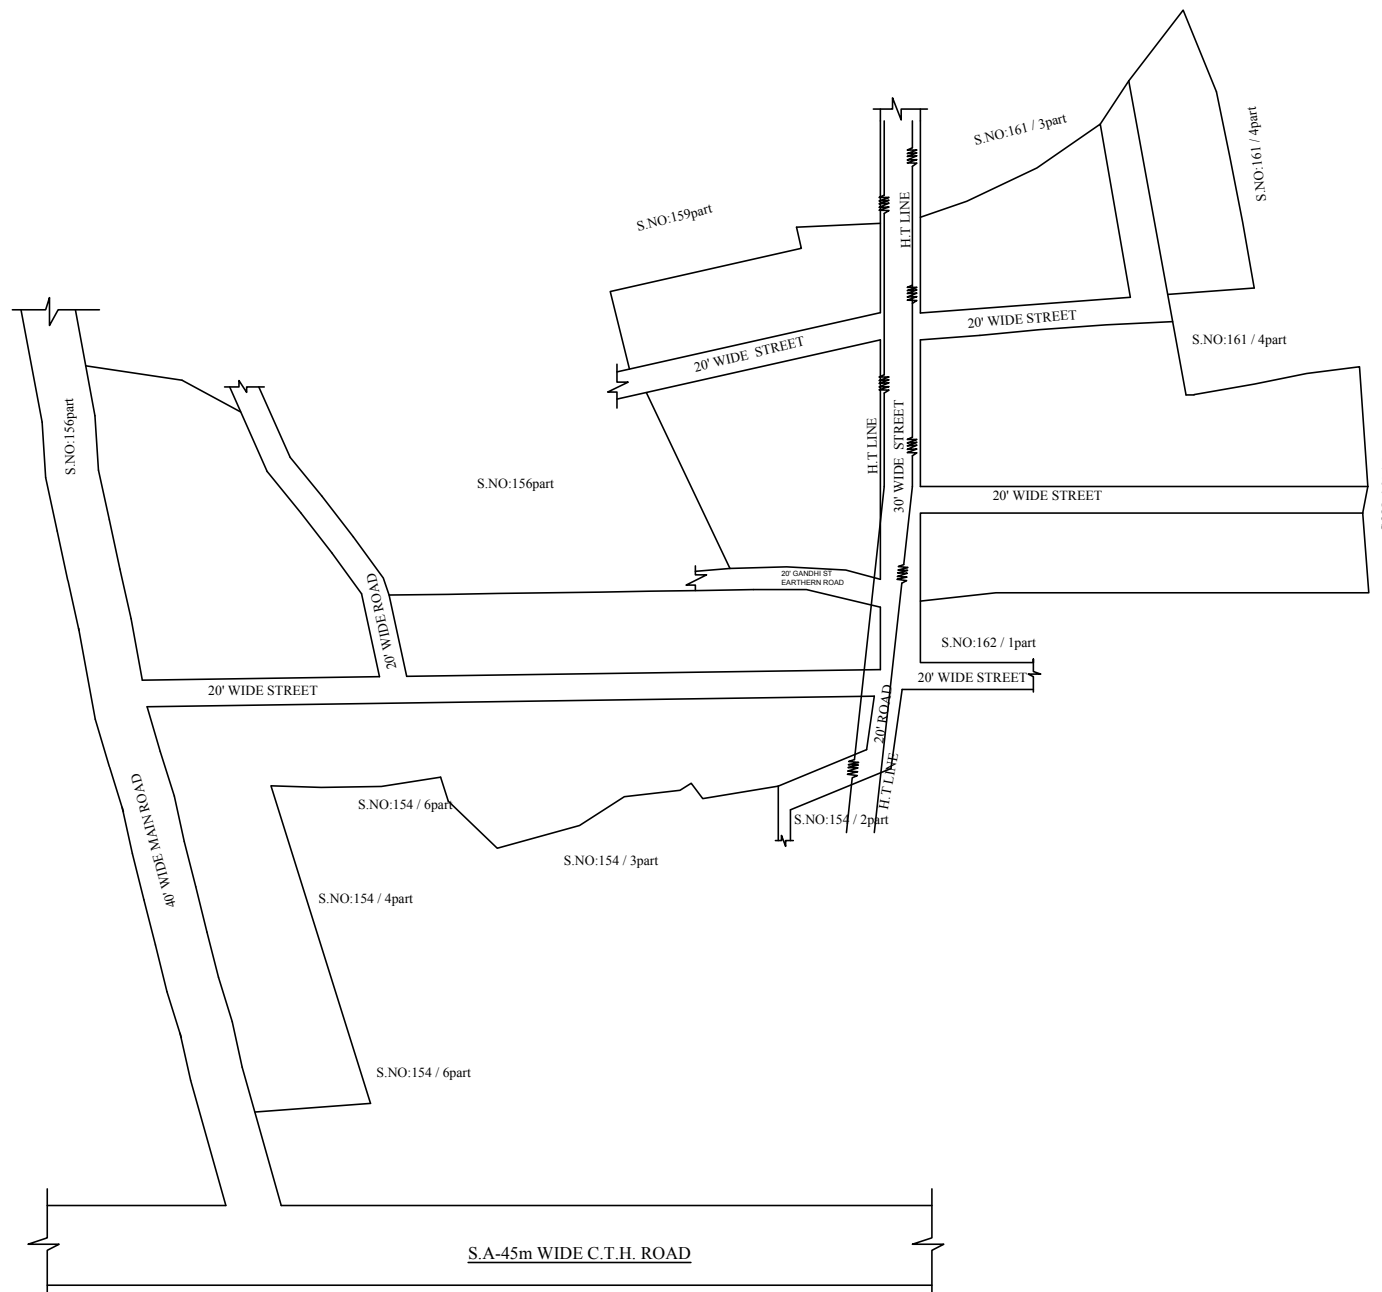 S.NO:161 / 3part
S.NO:161 / 4part
S.NO:159part
H.T LINE
20' WIDE STREET
20' WIDE  STREET
S.NO:161 / 4part
S.NO:156part
H.T LINE
30' WIDE  STREET
S.NO:156part
20' WIDE STREET
20' GANDHI ST
EARTHERN ROAD
20' WIDE ROAD
S.NO:162 / 1part
20' WIDE STREET
20' WIDE STREET
20' ROAD
H.T LINE
40' WIDE MAIN ROAD
S.NO:154 / 6part
S.NO:154 / 2part
S.NO:154 / 3part
S.NO:154 / 4part
S.NO:154 / 6part
S.A-45m WIDE C.T.H. ROAD